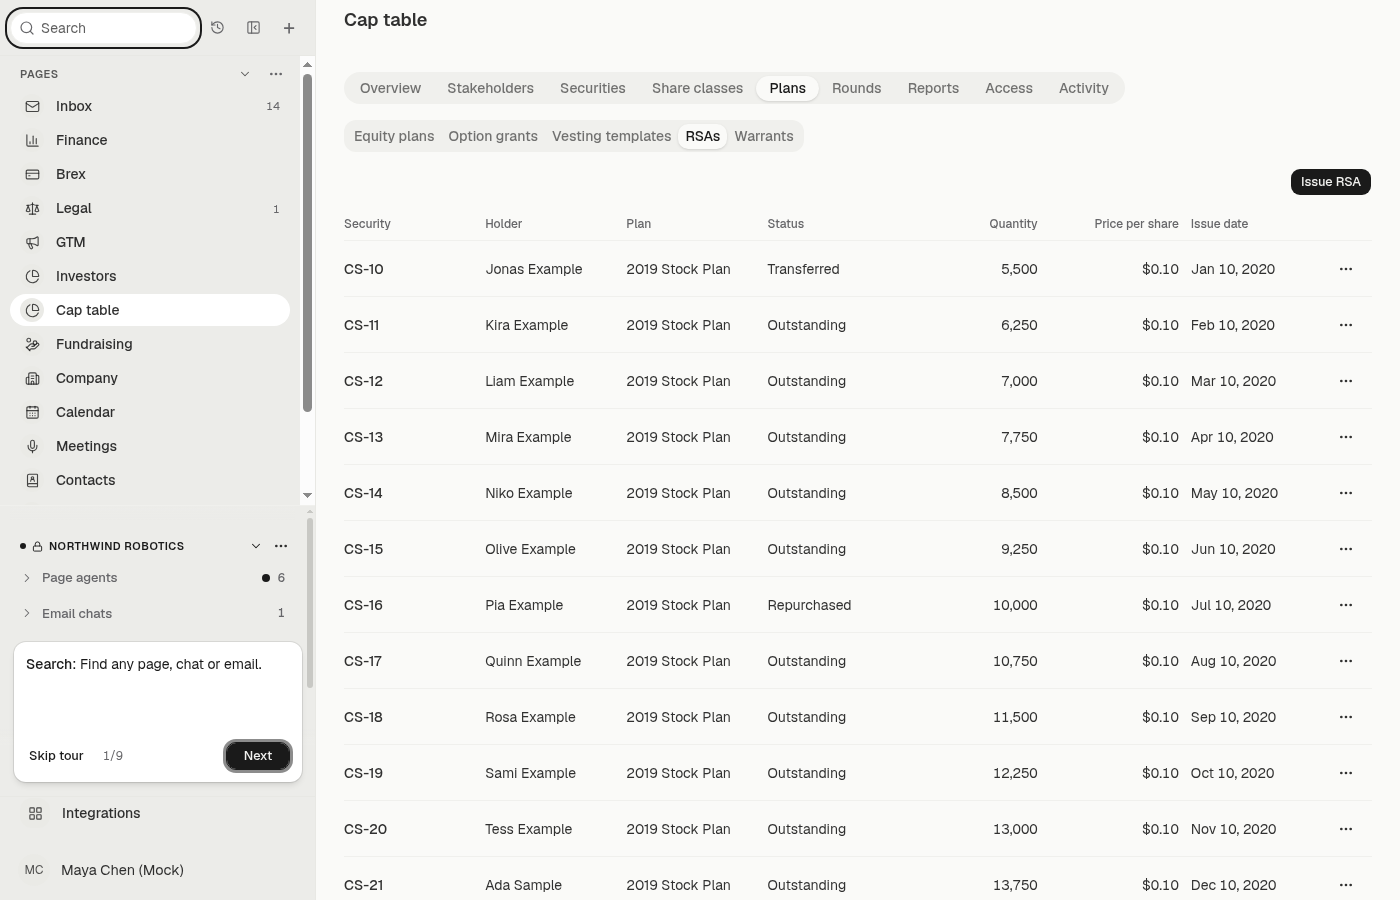 Search
PAGES
Inbox 14
Finance
Brex
Legal 1
GTM
Investors
Cap table
Fundraising
Company
Calendar
Meetings
Contacts
NORTHWIND ROBOTICS
Page agents 6
Email chats 1
Search: Find any page, chat or email.
Skip tour 1/9 Next
Integrations
MC Maya Chen (Mock)
Cap table
Overview Stakeholders Securities Share classes Plans Rounds Reports Access Activity
Equity plans Option grants Vesting templates RSAs Warrants
Issue RSA
Security Holder Plan Status Quantity Price per share Issue date
CS-10 Jonas Example 2019 Stock Plan Transferred 5,500 $0.10 Jan 10, 2020
CS-11 Kira Example 2019 Stock Plan Outstanding 6,250 $0.10 Feb 10, 2020
CS-12 Liam Example 2019 Stock Plan Outstanding 7,000 $0.10 Mar 10, 2020
CS-13 Mira Example 2019 Stock Plan Outstanding 7,750 $0.10 Apr 10, 2020
CS-14 Niko Example 2019 Stock Plan Outstanding 8,500 $0.10 May 10, 2020
CS-15 Olive Example 2019 Stock Plan Outstanding 9,250 $0.10 Jun 10, 2020
CS-16 Pia Example 2019 Stock Plan Repurchased 10,000 $0.10 Jul 10, 2020
CS-17 Quinn Example 2019 Stock Plan Outstanding 10,750 $0.10 Aug 10, 2020
CS-18 Rosa Example 2019 Stock Plan Outstanding 11,500 $0.10 Sep 10, 2020
CS-19 Sami Example 2019 Stock Plan Outstanding 12,250 $0.10 Oct 10, 2020
CS-20 Tess Example 2019 Stock Plan Outstanding 13,000 $0.10 Nov 10, 2020
CS-21 Ada Sample 2019 Stock Plan Outstanding 13,750 $0.10 Dec 10, 2020